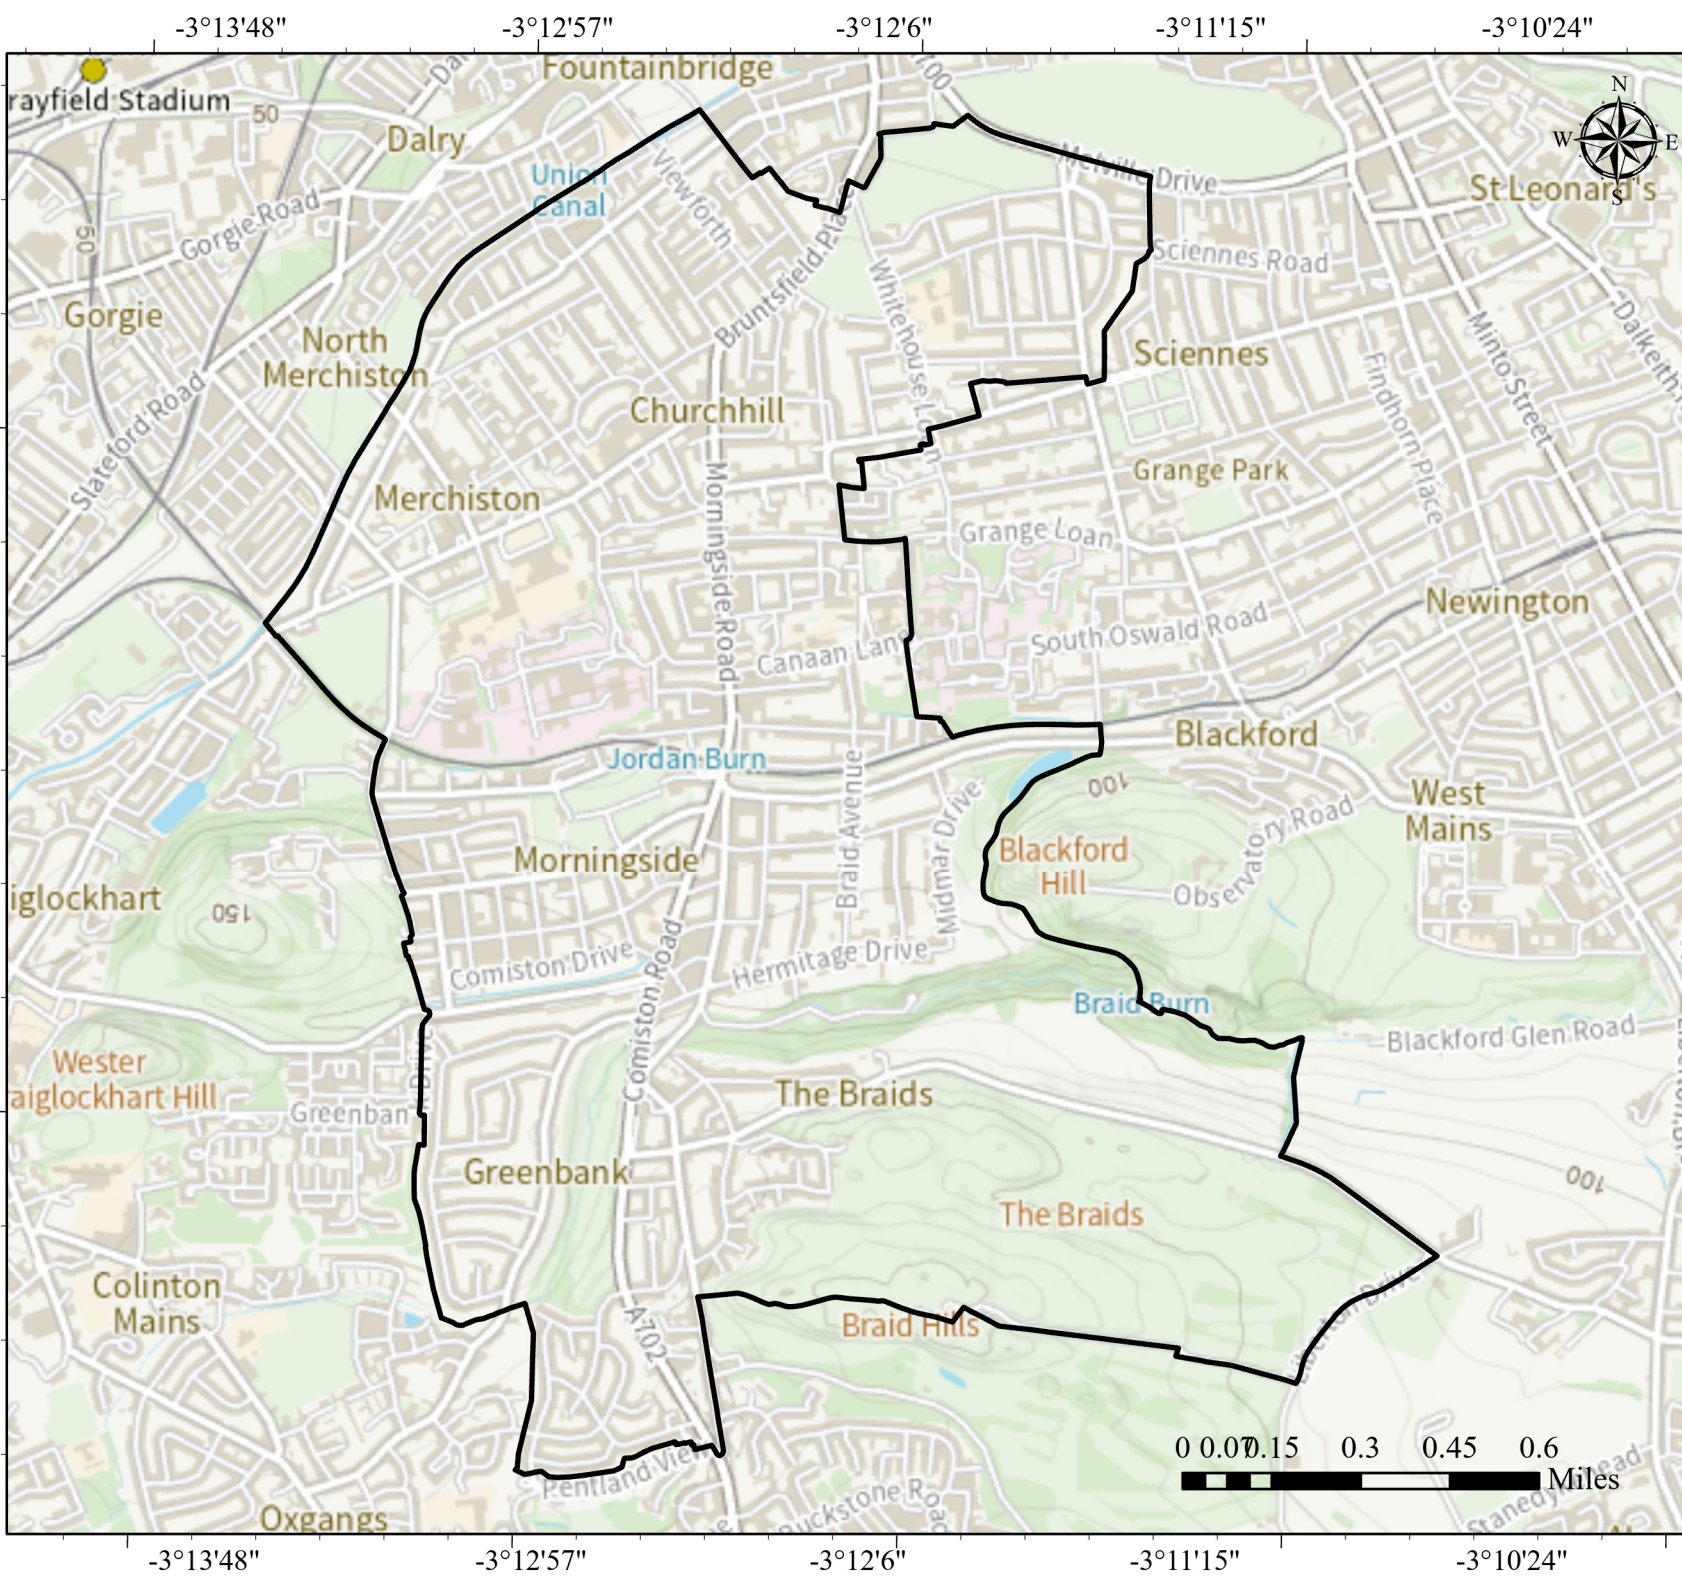 -3°13'48" -3°12'57" -3°12'6" -3°11'15" -3°10'24"
Fountainbridge
700
rayfield Stadium
50
Dalry
N
W E
S
Union
Canal
Viewforth
Melville Drive
St Leonard's
Gorgie Road
50
Sciennes Road
Bruntsfield Pla
Whitehouse L
Gorgie
North
Merchiston
Sciennes
Minto Street
Dalkeith
Findhorn Place
Slateford Road
Churchhill
Merchiston
Grange Park
Morningside Road
Grange Loan
Newington
South Oswald Road
Canaan Lane
Jordan Burn
Blackford
100
West
Mains
Braid Avenue
Midmar Drive
Observatory Road
Morningside
Blackford
Hill
iglockhart
150
Comiston Drive
Hermitage Drive
Comiston Road
Braid Burn
Blackford Glen Road
Wester
aiglockhart Hill
Drive
Greenban
The Braids
Greenbank
100
The Braids
Colinton
Mains
A702
Braid Hills
Drive
0 0.07 0.15 0.3 0.45 0.6
Miles
Pentland View
Oxgangs
uckstone Roa
-3°13'48" -3°12'57" -3°12'6" -3°11'15" -3°10'24"